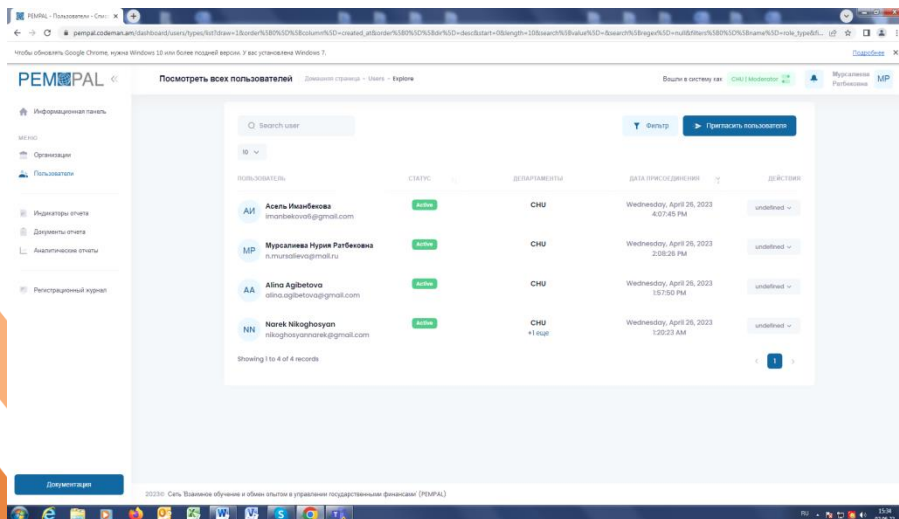 PEMPAL - Пользователи - Спис
pempal.codeman.am/dashboard/users/types/list?draw=1&order%5B0%5D%5Bcolumn%5D=created_at&order%5B0%5D%5Bdir%5D=desc&start=0&length=10&search%5Bvalue%5D=&search%5Bregex%5D=null&filters%5B0%5D%5Bname%5D=role_type&fi...
Чтобы обновлять Google Chrome, нужна Windows 10 или более поздней версии. У вас установлена Windows 7.
Подробнее
PEMPAL
Посмотреть всех пользователей
Домашняя страница - Users - Explore
Вошли в систему как
CHU | Moderator
Мурсалиева
Ратбековна
MP
Информационная панель
МЕНЮ
Организации
Пользователи
Индикаторы отчета
Документы отчета
Аналитические отчеты
Регистрационный журнал
Search user
Фильтр
Пригласить пользователя
10
ПОЛЬЗОВАТЕЛЬ
СТАТУС
ДЕПАРТАМЕНТЫ
ДАТА ПРИСОЕДИНЕНИЯ
ДЕЙСТВИЯ
АИ
Асель Иманбекова
imanbekova6@gmail.com
Active
CHU
Wednesday, April 26, 2023
4:07:45 PM
undefined
МР
Мурсалиева Нурия Ратбековна
n.mursalieva@mail.ru
Active
CHU
Wednesday, April 26, 2023
2:08:26 PM
undefined
AA
Alina Agibetova
alina.agibetova@gmail.com
Active
CHU
Wednesday, April 26, 2023
1:57:50 PM
undefined
NN
Narek Nikoghosyan
nikoghosyannarek@gmail.com
Active
CHU
+1 еще
Wednesday, April 26, 2023
1:20:23 AM
undefined
Showing 1 to 4 of 4 records
1
Документация
2023© Сеть 'Взаимное обучение и обмен опытом в управлении государственными финансами' (PEMPAL)
RU
15:34